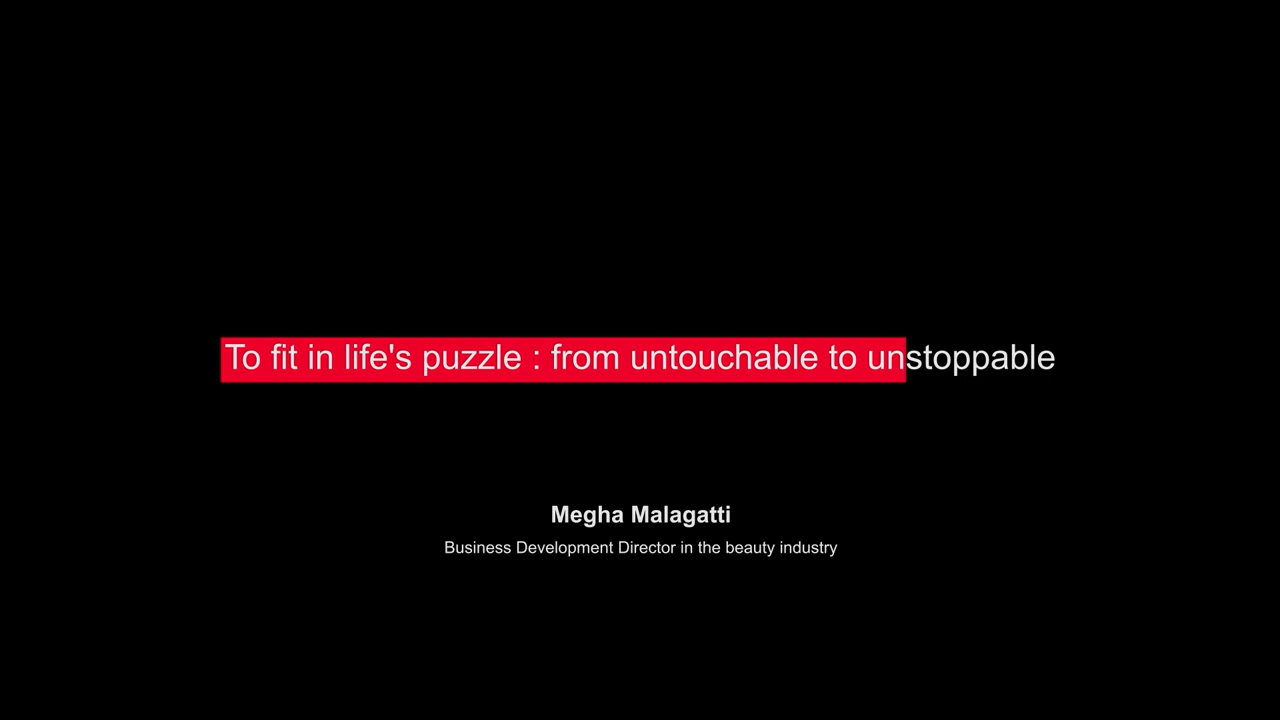 To fit in life's puzzle : from untouchable to unstoppable
Megha Malagatti
Business Development Director in the beauty industry